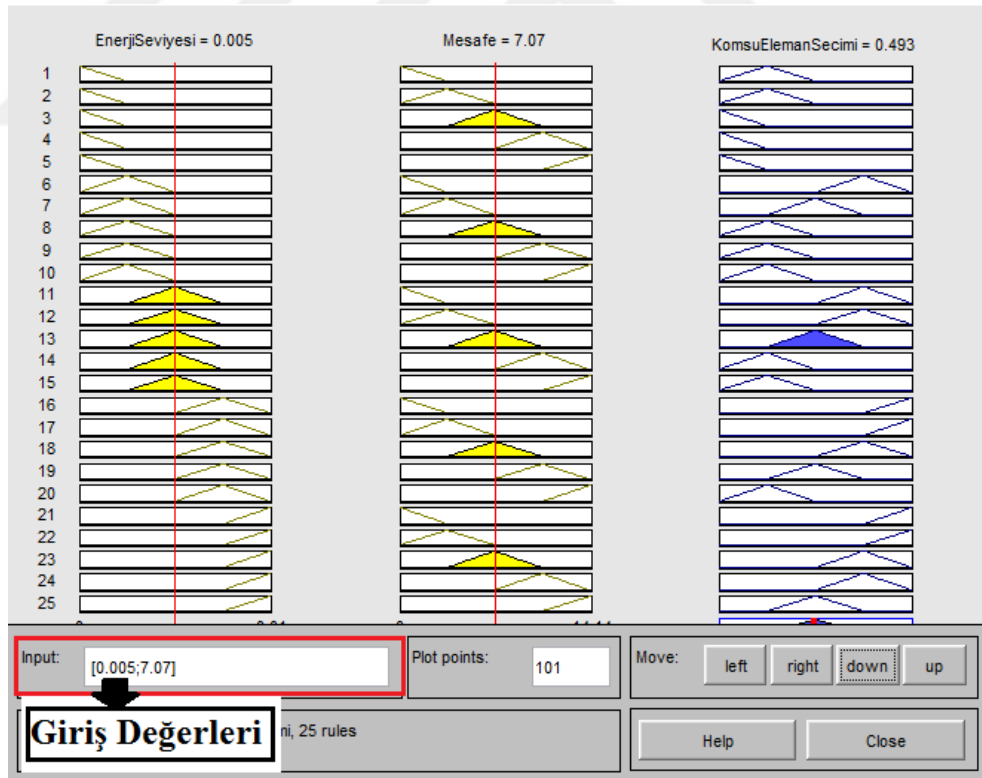 EnerjiSeviyesi = 0.005
Mesafe = 7.07
KomsuElemanSecimi = 0.493
1
2
3
4
5
6
7
8
9
10
11
12
13
14
15
16
17
18
19
20
21
22
23
24
25
Input:
[0.005;7.07]
Plot points:
101
Move:
left
right
down
up
Giriş Değerleri
25 rules
Help
Close